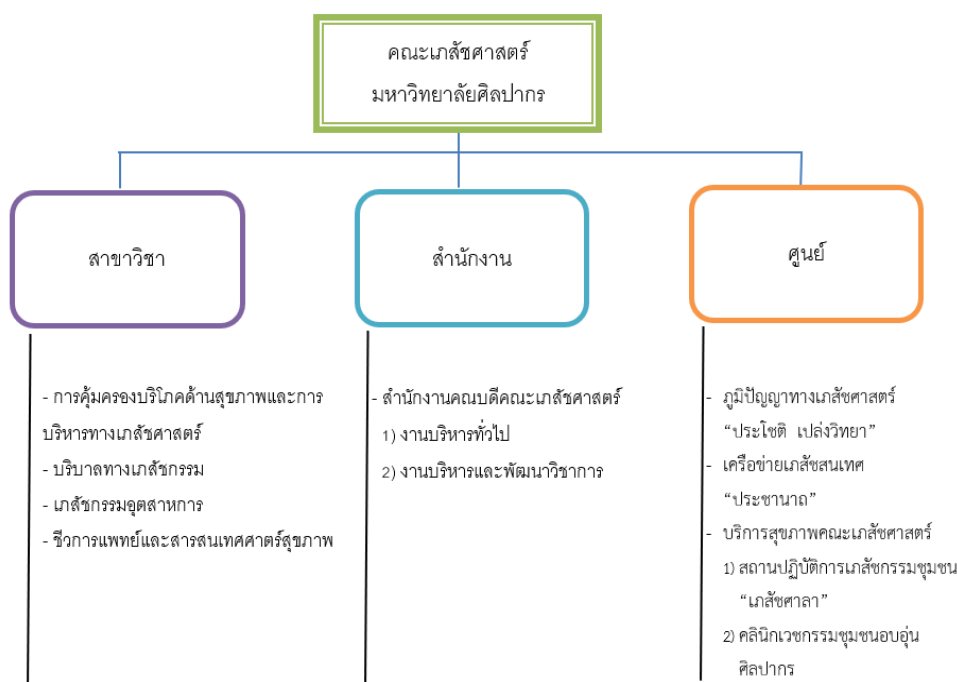 คณะเภสัชศาสตร์
มหาวิทยาลัยศิลปากร
สาขาวิชา
- การคุ้มครองบริโภคด้านสุขภาพและการ
บริหารทางเภสัชศาสตร์
- บริบาลทางเภสัชกรรม
- เภสัชกรรมอุตสาหการ
- ชีวการแพทย์และสารสนเทศศาตร์สุขภาพ
สำนักงาน
- สำนักงานคณบดีคณะเภสัชศาสตร์
1) งานบริหารทั่วไป
2) งานบริหารและพัฒนาวิชาการ
ศูนย์
- ภูมิปัญญาทางเภสัชศาสตร์
“ประโชติ เปล่งวิทยา”
- เครือข่ายเภสัชสนเทศ
“ประชานาถ”
- บริการสุขภาพคณะเภสัชศาสตร์
1) สถานปฏิบัติการเภสัชกรรมชุมชน
“เภสัชศาลา”
2) คลินิกเวชกรรมชุมชนอบอุ่น
ศิลปากร